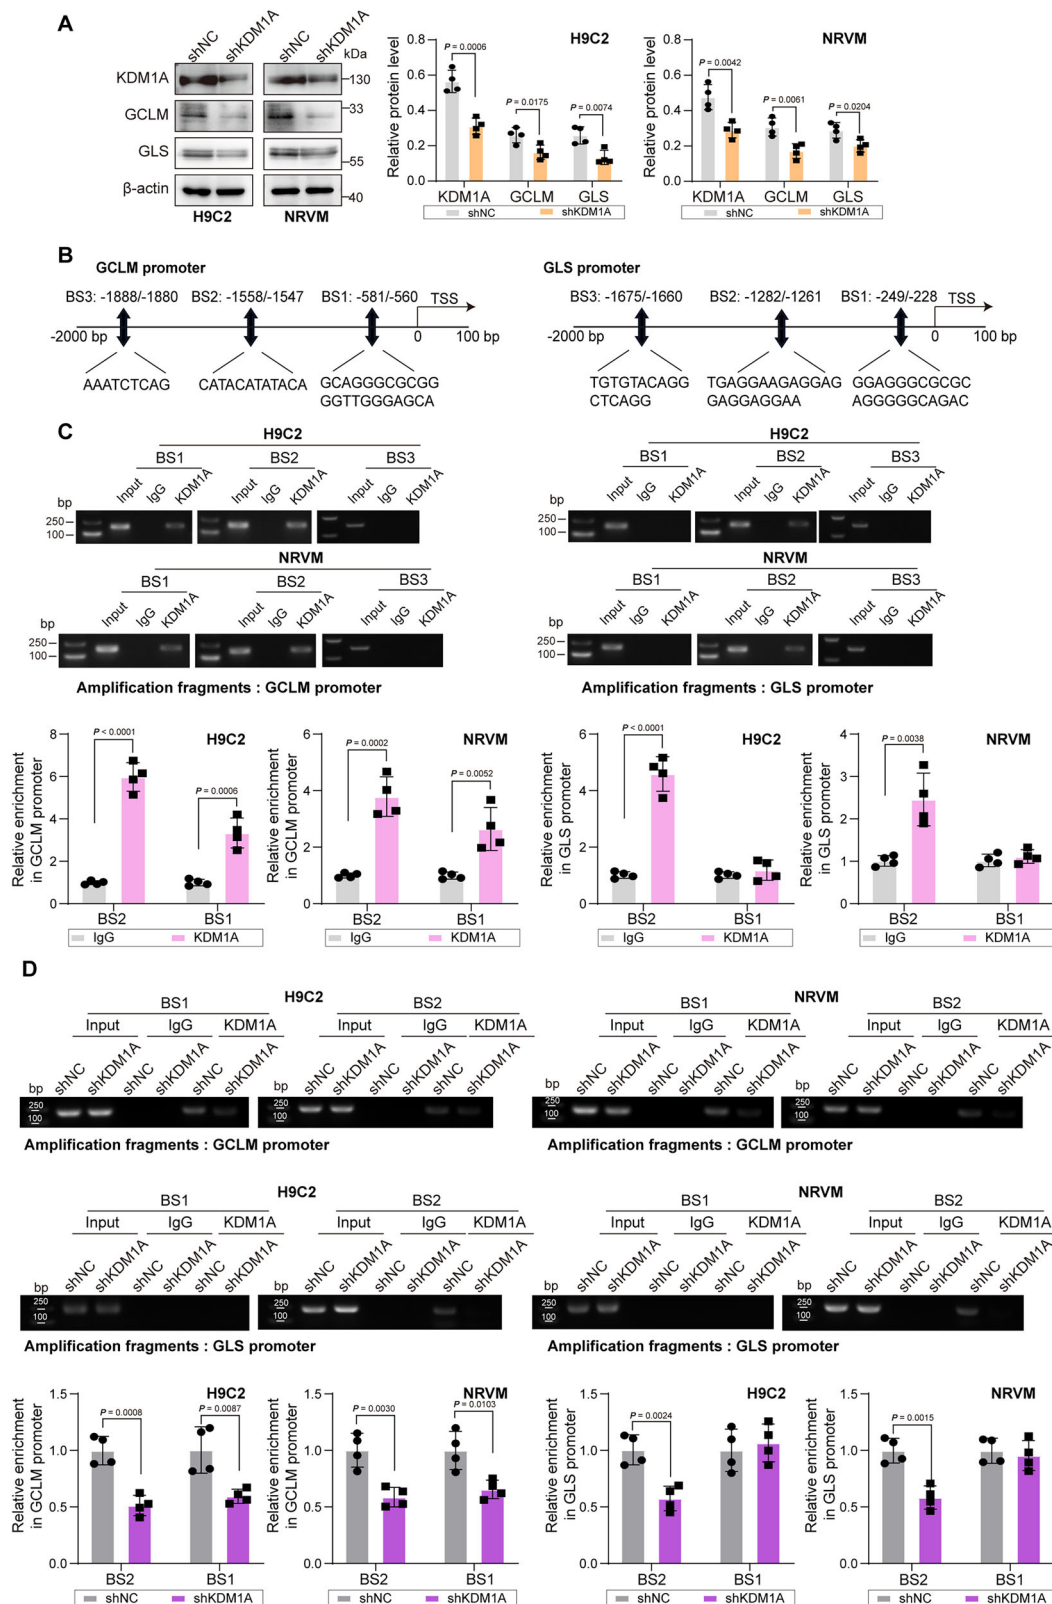 A
shNC shKDM1A shNC shKDM1A kDa
KDM1A 130
GCLM 33
GLS 55
β-actin 40
H9C2 NRVM
Relative protein level
0.8
0.6
0.4
0.2
0.0
H9C2
P = 0.0006
P = 0.0175
P = 0.0074
KDM1A GCLM GLS
shNC shKDM1A
Relative protein level
0.8
0.6
0.4
0.2
0.0
NRVM
P = 0.0042
P = 0.0061
P = 0.0204
KDM1A GCLM GLS
shNC shKDM1A
B
GCLM promoter
BS3: -1888/-1880 BS2: -1558/-1547 BS1: -581/-560 TSS
-2000 bp 0 100 bp
AAATCTCAG CATACATATACA GCAGGGCGCGG
GGTTGGGAGCA
GLS promoter
BS3: -1675/-1660 BS2: -1282/-1261 BS1: -249/-228 TSS
-2000 bp 0 100 bp
TGTGTACAGG TGAGGAAGAGGAG GGAGGGCGCGC
CTCAGG GAGGAGGAA AGGGGGCAGAC
C
H9C2
BS1 BS2 BS3
bp Input IgG KDM1A Input IgG KDM1A Input IgG KDM1A
250
100
NRVM
BS1 BS2 BS3
bp Input IgG KDM1A Input IgG KDM1A Input IgG KDM1A
250
100
Amplification fragments : GCLM promoter
H9C2
BS1 BS2 BS3
bp Input IgG KDM1A Input IgG KDM1A Input IgG KDM1A
250
100
NRVM
BS1 BS2 BS3
bp Input IgG KDM1A Input IgG KDM1A Input IgG KDM1A
250
100
Amplification fragments : GLS promoter
Relative enrichment
in GCLM promoter
8
6
4
2
0
H9C2
P < 0.0001
P = 0.0006
BS2 BS1
IgG KDM1A
Relative enrichment
in GCLM promoter
6
4
2
0
NRVM
P = 0.0002
P = 0.0052
BS2 BS1
IgG KDM1A
Relative enrichment
in GLS promoter
6
4
2
0
H9C2
P < 0.0001
BS2 BS1
IgG KDM1A
Relative enrichment
in GLS promoter
4
3
2
1
0
NRVM
P = 0.0038
BS2 BS1
IgG KDM1A
D
H9C2
BS1 BS2
Input IgG KDM1A Input IgG KDM1A
bp shNC shKDM1A shNC shKDM1A shNC shKDM1A shNC shKDM1A shNC shKDM1A shNC shKDM1A
250
100
Amplification fragments : GCLM promoter
NRVM
BS1 BS2
Input IgG KDM1A Input IgG KDM1A
bp shNC shKDM1A shNC shKDM1A shNC shKDM1A shNC shKDM1A shNC shKDM1A shNC shKDM1A
250
100
Amplification fragments : GCLM promoter
H9C2
BS1 BS2
Input IgG KDM1A Input IgG KDM1A
bp shNC shKDM1A shNC shKDM1A shNC shKDM1A shNC shKDM1A shNC shKDM1A shNC shKDM1A
250
100
Amplification fragments : GLS promoter
NRVM
BS1 BS2
Input IgG KDM1A Input IgG KDM1A
bp shNC shKDM1A shNC shKDM1A shNC shKDM1A shNC shKDM1A shNC shKDM1A shNC shKDM1A
250
100
Amplification fragments : GLS promoter
Relative enrichment
in GCLM promoter
1.5
1.0
0.5
0.0
H9C2
P = 0.0008
P = 0.0087
BS2 BS1
shNC shKDM1A
Relative enrichment
in GCLM promoter
1.5
1.0
0.5
0.0
NRVM
P = 0.0030
P = 0.0103
BS2 BS1
shNC shKDM1A
Relative enrichment
in GLS promoter
1.5
1.0
0.5
0.0
H9C2
P = 0.0024
BS2 BS1
shNC shKDM1A
Relative enrichment
in GLS promoter
1.5
1.0
0.5
0.0
NRVM
P = 0.0015
BS2 BS1
shNC shKDM1A